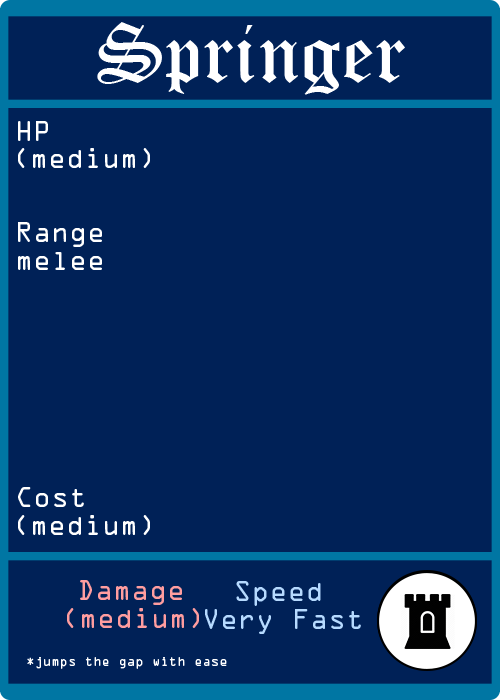 Springer
HP
(medium)
Range
melee
Cost
(medium)
Damage
(medium)
Speed
Very Fast
*jumps the gap with ease